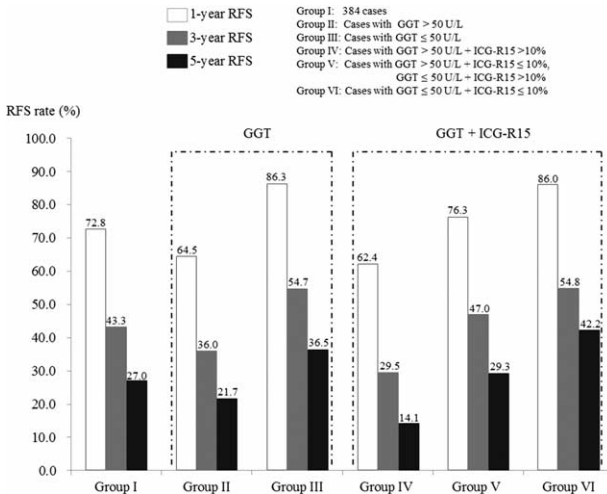 1-year RFS
3-year RFS
5-year RFS
Group I: 384 cases
Group II: Cases with GGT > 50 U/L
Group III: Cases with GGT ≤ 50 U/L
Group IV: Cases with GGT > 50 U/L + ICG-R15 >10%
Group V: Cases with GGT > 50 U/L + ICG-R15 ≤ 10%,
GGT ≤ 50 U/L + ICG-R15 >10%
Group VI: Cases with GGT ≤ 50 U/L + ICG-R15 ≤ 10%
RFS rate (%)
GGT
GGT + ICG-R15
100.0
90.0
80.0
70.0
60.0
50.0
40.0
30.0
20.0
10.0
0.0
72.8
43.3
27.0
64.5
36.0
21.7
86.3
54.7
36.5
62.4
29.5
14.1
76.3
47.0
29.3
86.0
54.8
42.2
Group I
Group II
Group III
Group IV
Group V
Group VI